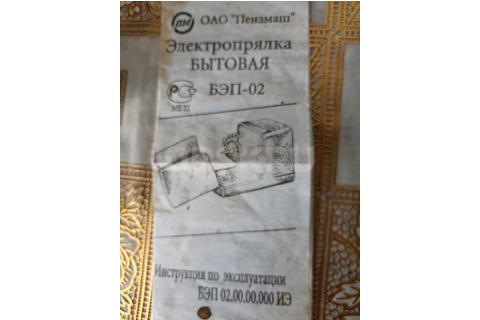 ПМ ОАО "Пензмаш"
Электропрялка
БЫТОВАЯ
БЭП-02
МЕ32
Инструкция по эксплуатации
БЭП 02.00.00.000 ИЭ